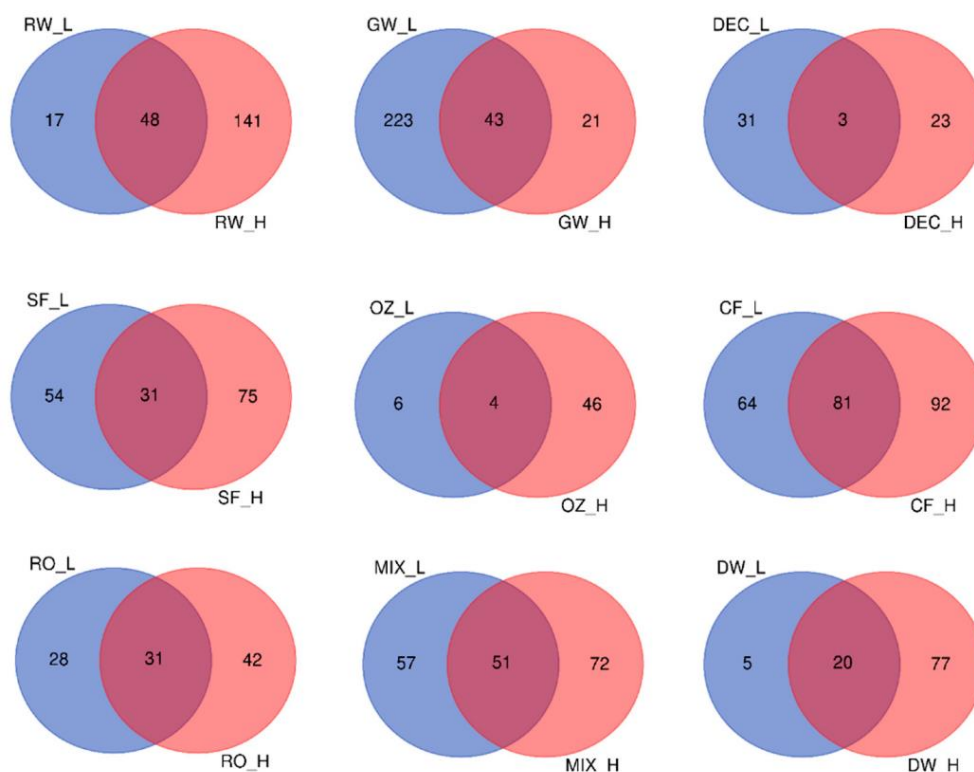 RW_L GW_L DEC_L
17 48 141 223 43 21 31 3 23
RW_H GW_H DEC_H
SF_L OZ_L CF_L
54 31 75 6 4 46 64 81 92
SF_H OZ_H CF_H
RO_L MIX_L DW_L
28 31 42 57 51 72 5 20 77
RO_H MIX_H DW_H